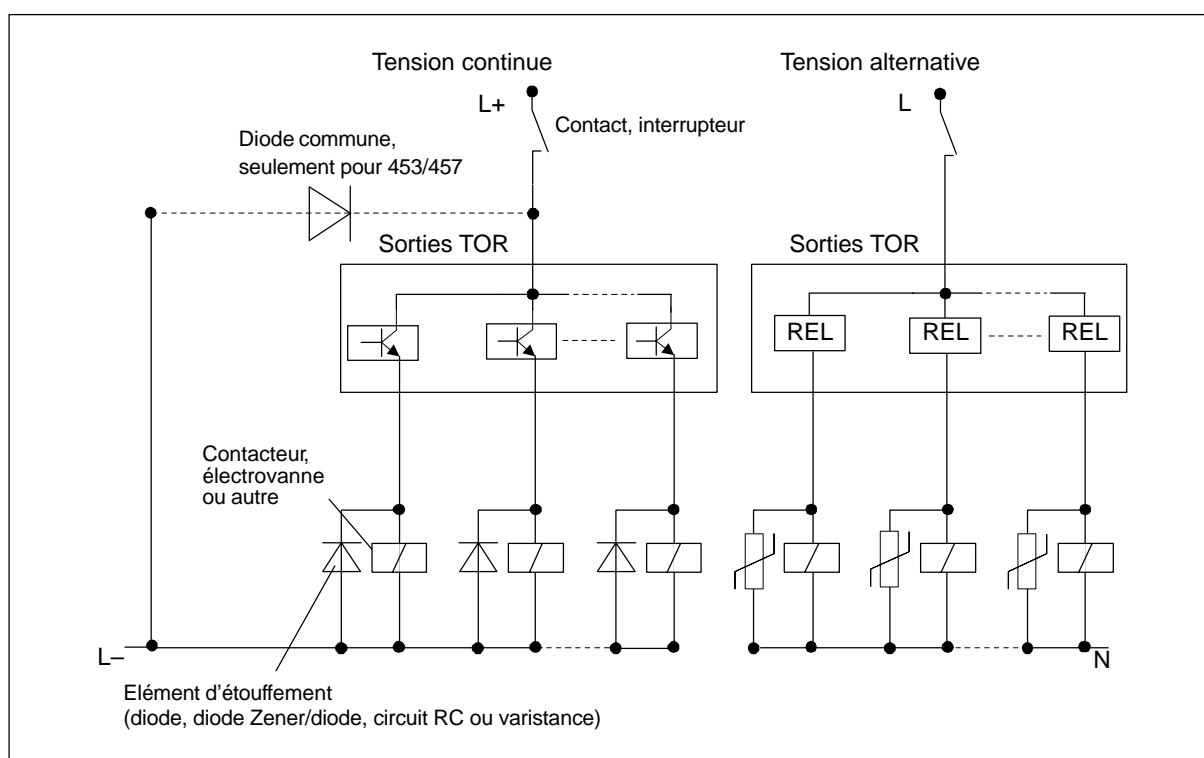 Tension continue
Tension alternative
L+
L
Contact, interrupteur
Diode commune,
seulement pour 453/457
Sorties TOR
Sorties TOR
REL
REL
REL
Contacteur,
électrovanne
ou autre
L–
N
Elément d’étouffement
(diode, diode Zener/diode, circuit RC ou varistance)